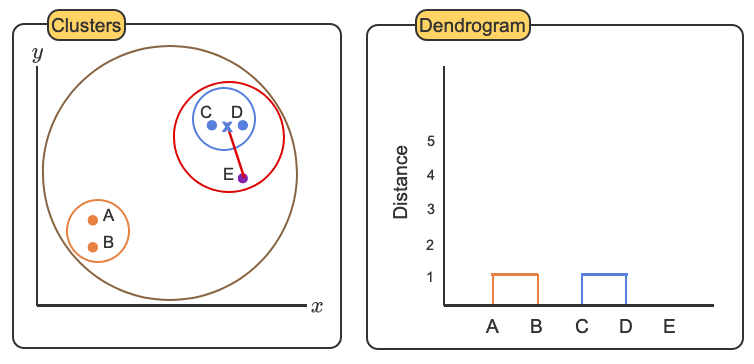 Clusters
y
C
D
E
A
B
x
Dendrogram
Distance
5
4
3
2
1
A B C D E